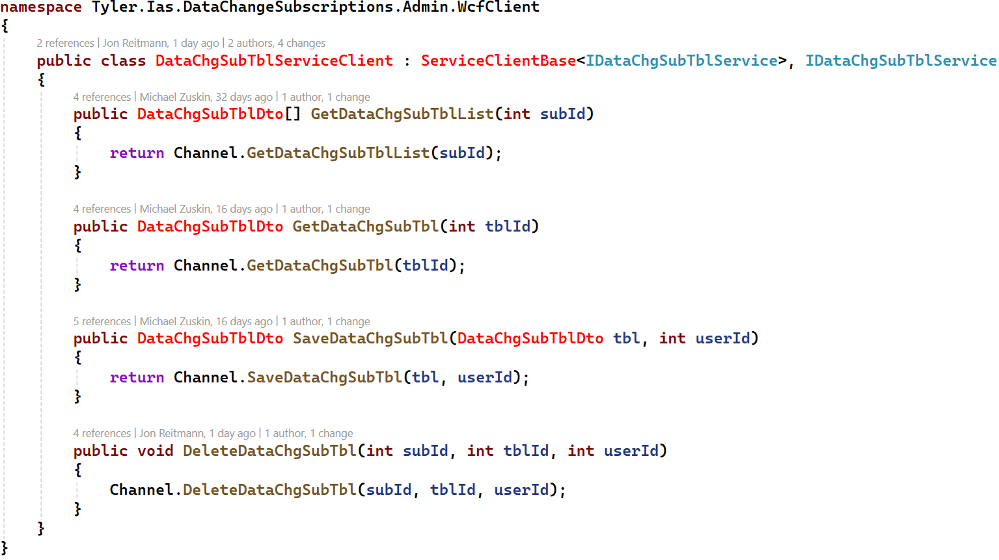 namespace Tyler.Ias.DataChangeSubscriptions.Admin.WcfClient
{
2 references | Jon Reitmann, 1 day ago | 2 authors, 4 changes
public class DataChgSubTblServiceClient : ServiceClientBase<IDataChgSubTblService>, IDataChgSubTblService
{
4 references | Michael Zuskin, 32 days ago | 1 author, 1 change
public DataChgSubTblDto[] GetDataChgSubTblList(int subId)
{
return Channel.GetDataChgSubTblList(subId);
}
4 references | Michael Zuskin, 16 days ago | 1 author, 1 change
public DataChgSubTblDto GetDataChgSubTbl(int tblId)
{
return Channel.GetDataChgSubTbl(tblId);
}
5 references | Michael Zuskin, 16 days ago | 1 author, 1 change
public DataChgSubTblDto SaveDataChgSubTbl(DataChgSubTblDto tbl, int userId)
{
return Channel.SaveDataChgSubTbl(tbl, userId);
}
4 references | Jon Reitmann, 1 day ago | 1 author, 1 change
public void DeleteDataChgSubTbl(int subId, int tblId, int userId)
{
Channel.DeleteDataChgSubTbl(subId, tblId, userId);
}
}
}